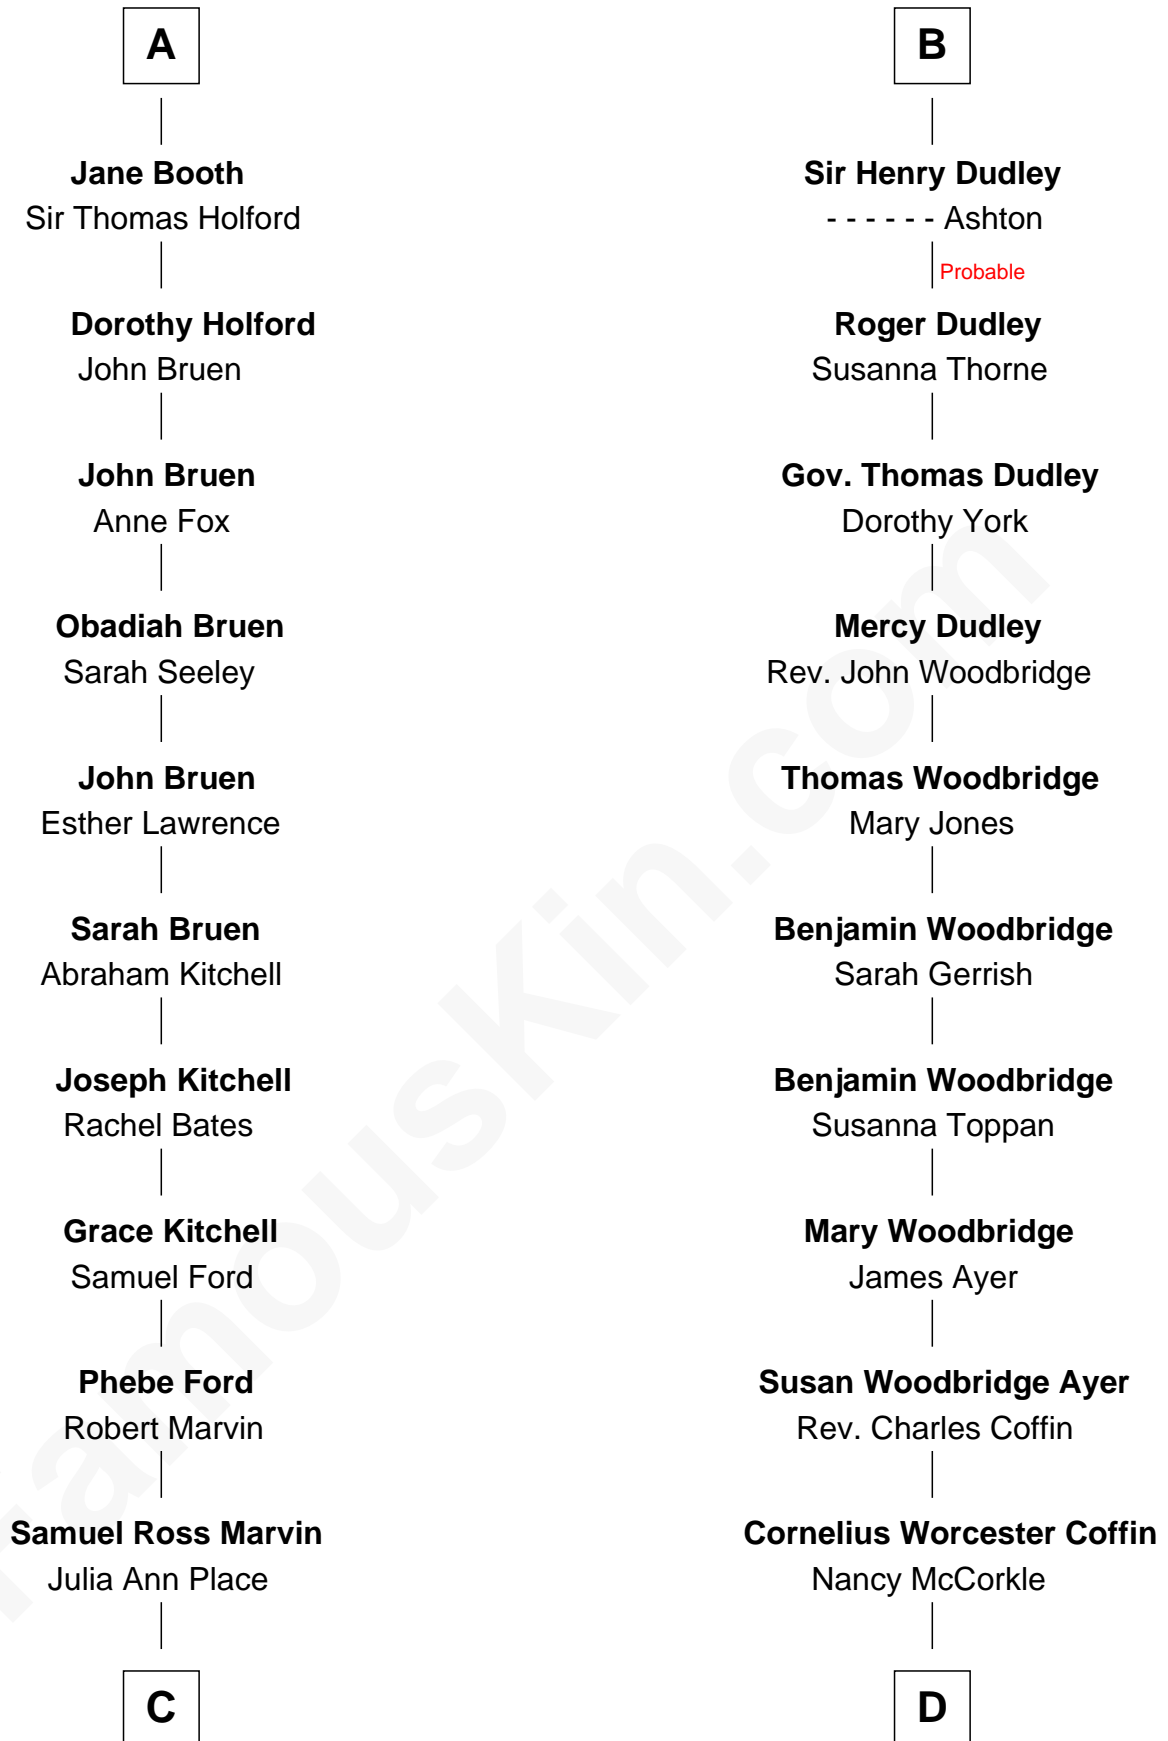 A
Jane Booth
Sir Thomas Holford
Dorothy Holford
John Bruen
John Bruen
Anne Fox
Obadiah Bruen
Sarah Seeley
John Bruen
Esther Lawrence
Sarah Bruen
Abraham Kitchell
Joseph Kitchell
Rachel Bates
Grace Kitchell
Samuel Ford
Phebe Ford
Robert Marvin
Samuel Ross Marvin
Julia Ann Place
C
B
Sir Henry Dudley
- - - - - - Ashton
Probable
Roger Dudley
Susanna Thorne
Gov. Thomas Dudley
Dorothy York
Mercy Dudley
Rev. John Woodbridge
Thomas Woodbridge
Mary Jones
Benjamin Woodbridge
Sarah Gerrish
Benjamin Woodbridge
Susanna Toppan
Mary Woodbridge
James Ayer
Susan Woodbridge Ayer
Rev. Charles Coffin
Cornelius Worcester Coffin
Nancy McCorkle
D
FamousKin.com